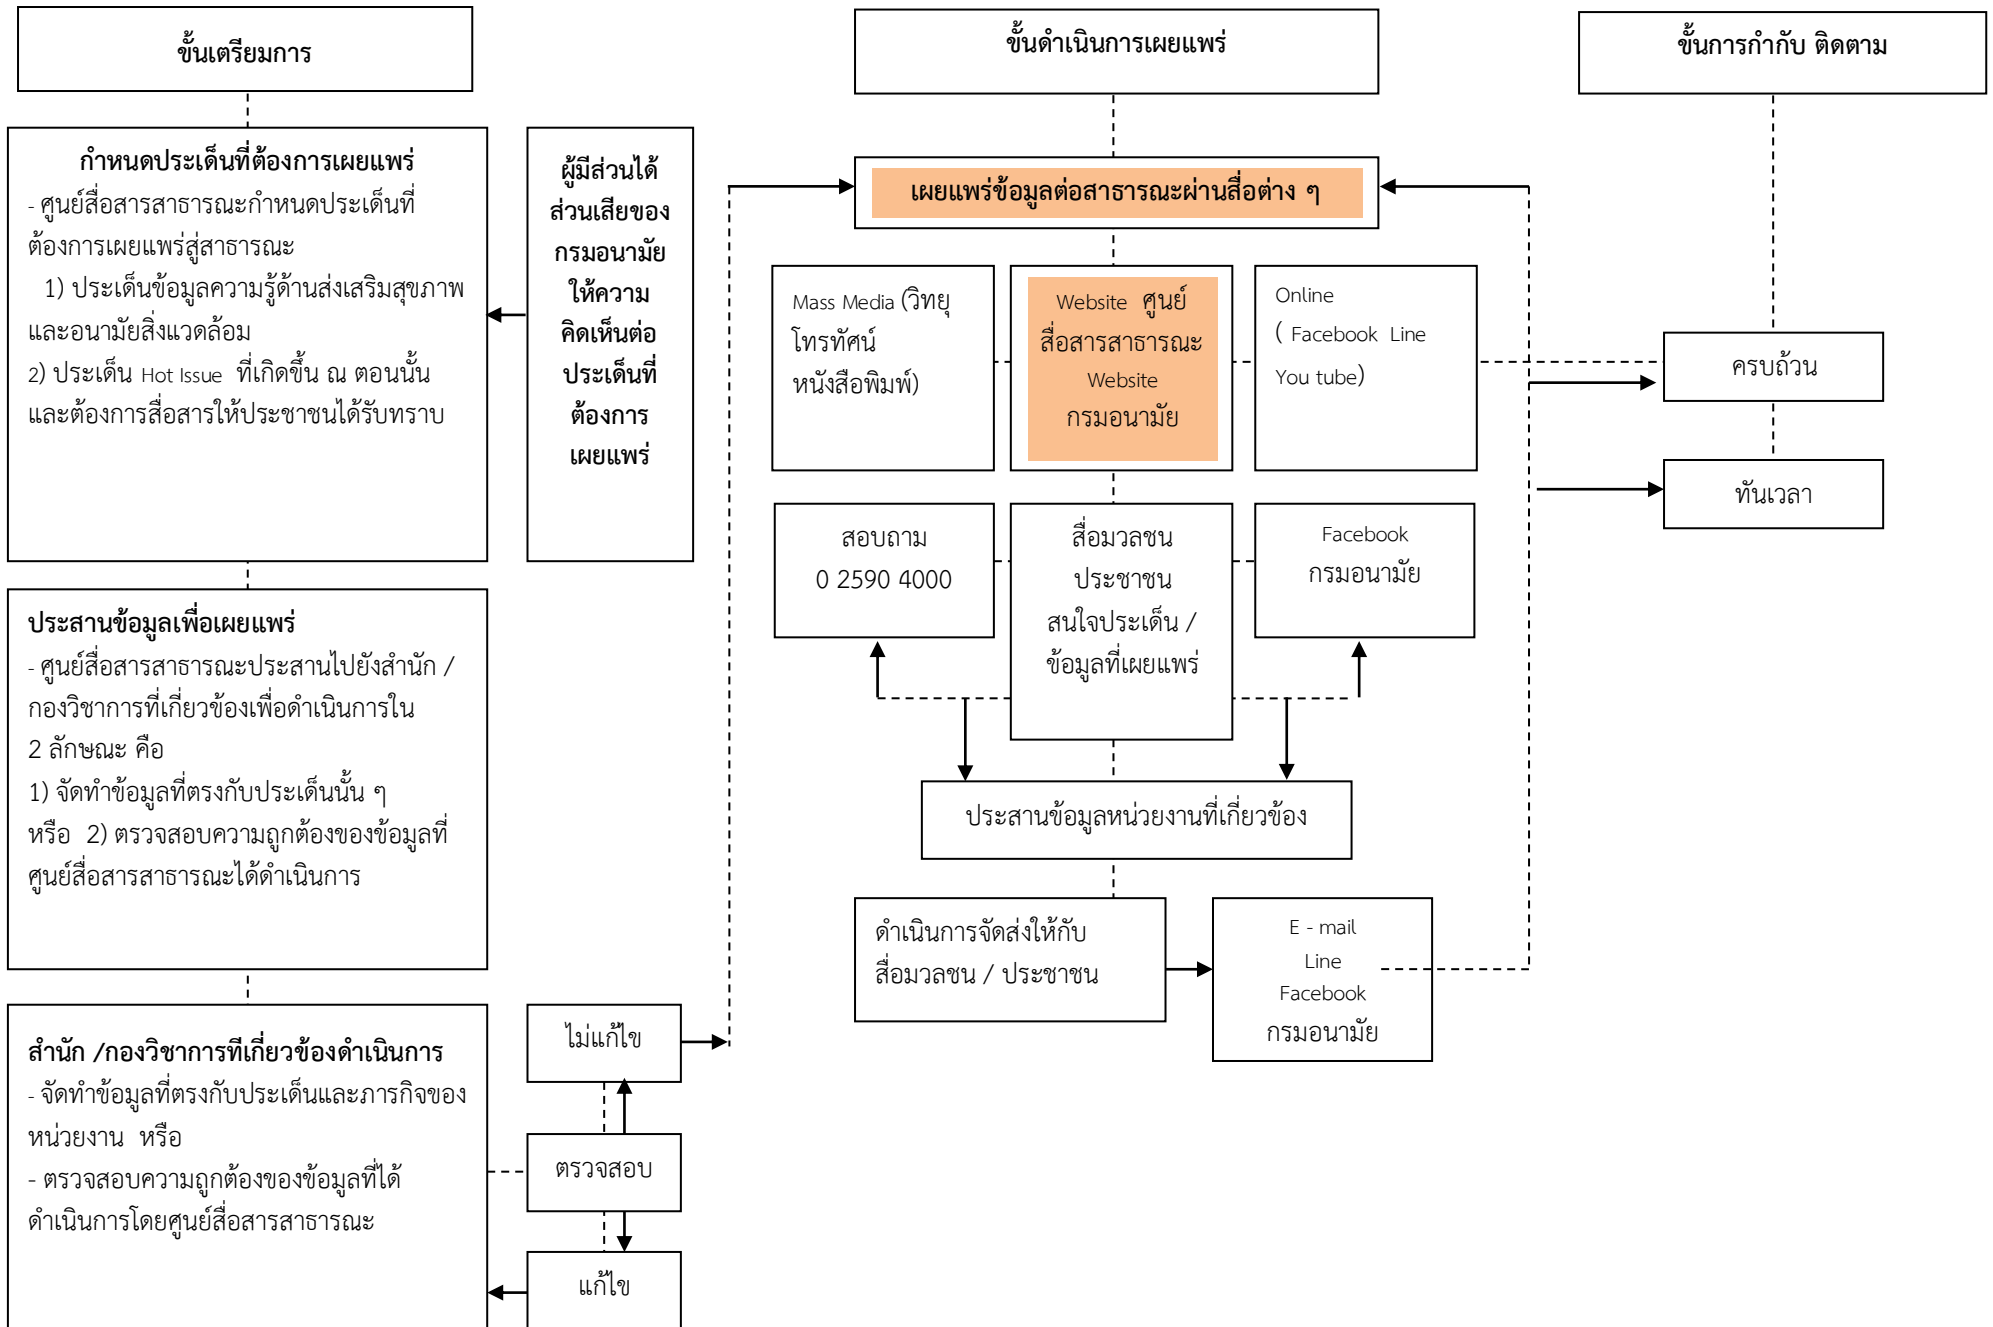 ขั้นเตรียมการ
กำหนดประเด็นที่ต้องการเผยแพร่
- ศูนย์สื่อสารสาธารณะกำหนดประเด็นที่
ต้องการเผยแพร่สู่สาธารณะ
1) ประเด็นข้อมูลความรู้ด้านส่งเสริมสุขภาพ
และอนามัยสิ่งแวดล้อม
2) ประเด็น Hot Issue ที่เกิดขึ้น ณ ตอนนั้น
และต้องการสื่อสารให้ประชาชนได้รับทราบ
ผู้มีส่วนได้
ส่วนเสียของ
กรมอนามัย
ให้ความ
คิดเห็นต่อ
ประเด็นที่
ต้องการ
เผยแพร่
ประสานข้อมูลเพื่อเผยแพร่
- ศูนย์สื่อสารสาธารณะประสานไปยังสำนัก /
กองวิชาการที่เกี่ยวข้องเพื่อดำเนินการใน
2 ลักษณะ คือ
1) จัดทำข้อมูลที่ตรงกับประเด็นนั้น ๆ
หรือ 2) ตรวจสอบความถูกต้องของข้อมูลที่
ศูนย์สื่อสารสาธารณะได้ดำเนินการ
สำนัก /กองวิชาการทีเกี่ยวข้องดำเนินการ
- จัดทำข้อมูลที่ตรงกับประเด็นและภารกิจของ
หน่วยงาน หรือ
- ตรวจสอบความถูกต้องของข้อมูลที่ได้
ดำเนินการโดยศูนย์สื่อสารสาธารณะ
ไม่แก้ไข
ตรวจสอบ
แก้ไข
ขั้นดำเนินการเผยแพร่
เผยแพร่ข้อมูลต่อสาธารณะผ่านสื่อต่าง ๆ
Mass Media (วิทยุ
โทรทัศน์
หนังสือพิมพ์)
Website ศูนย์
สื่อสารสาธารณะ
Website
กรมอนามัย
Online
( Facebook Line
You tube)
สอบถาม
0 2590 4000
สื่อมวลชน
ประชาชน
สนใจประเด็น /
ข้อมูลที่เผยแพร่
Facebook
กรมอนามัย
ประสานข้อมูลหน่วยงานที่เกี่ยวข้อง
ดำเนินการจัดส่งให้กับ
สื่อมวลชน / ประชาชน
E - mail
Line
Facebook
กรมอนามัย
ขั้นการกำกับ ติดตาม
ครบถ้วน
ทันเวลา